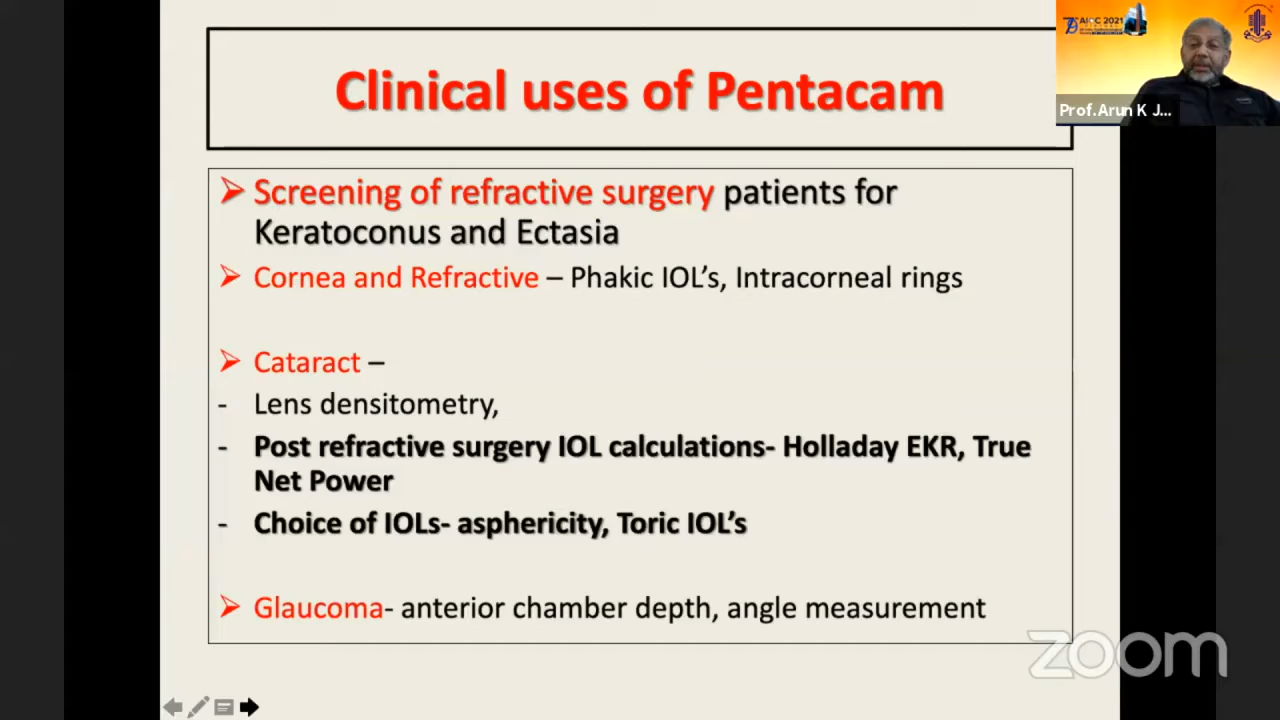 Clinical uses of Pentacam
AIOC 2021
Prof.Arun K J...
➢ Screening of refractive surgery patients for
Keratoconus and Ectasia
➢ Cornea and Refractive – Phakic IOL’s, Intracorneal rings
➢ Cataract –
- Lens densitometry,
- Post refractive surgery IOL calculations- Holladay EKR, True
Net Power
- Choice of IOLs- asphericity, Toric IOL’s
➢ Glaucoma- anterior chamber depth, angle measurement
zoom